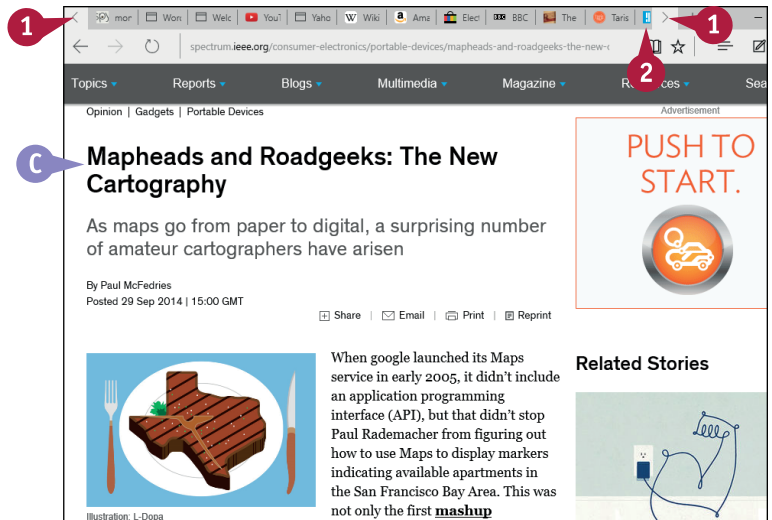 1
mor
Wor
Welc
YouT
Yaho
W Wiki
a Ama
Elect
BBC BBC
The
Taris
1
2
spectrum.ieee.org/consumer-electronics/portable-devices/mapheads-and-roadgeeks-the-new-c
Topics Reports Blogs Multimedia Magazine Sea
Opinion | Gadgets | Portable Devices
Advertisement
C
Mapheads and Roadgeeks: The New
Cartography
As maps go from paper to digital, a surprising number
of amateur cartographers have arisen
By Paul McFedries
Posted 29 Sep 2014 | 15:00 GMT
Share | Email | Print | Reprint
PUSH TO
START.
When google launched its Maps
service in early 2005, it didn't include
an application programming
interface (API), but that didn't stop
Paul Rademacher from figuring out
how to use Maps to display markers
indicating available apartments in
the San Francisco Bay Area. This was
not only the first mashup
Illustration: L-Dopa
Related Stories